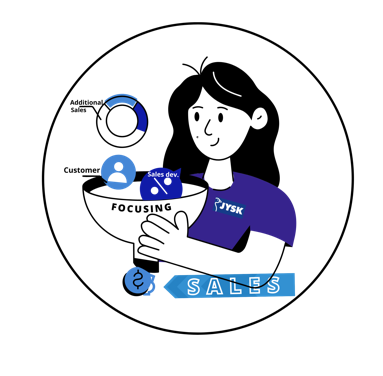 Additional
Sales
Customer
Sales dev.
FOCUSING
JYSK
SALES